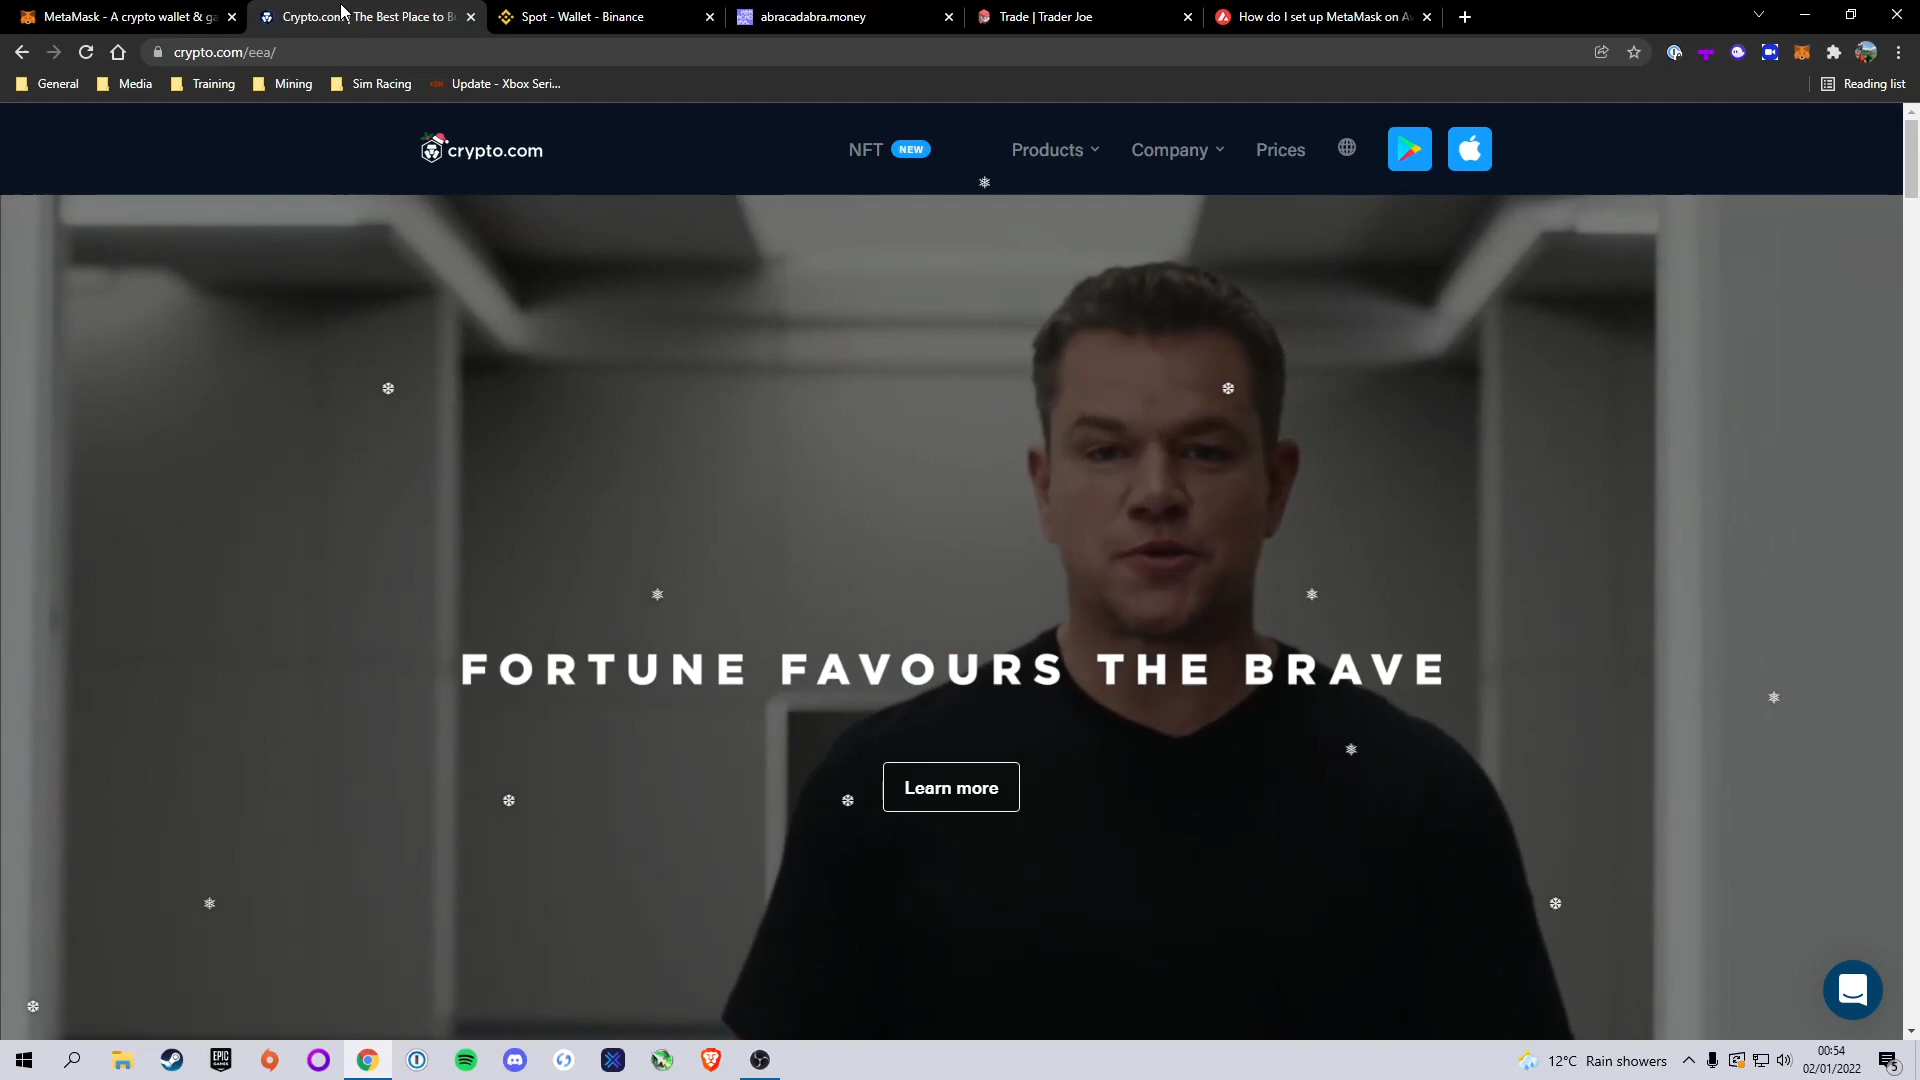 MetaMask - A crypto wallet & ga
Crypto.com The Best Place to B
Spot - Wallet - Binance
abracadabra.money
Trade | Trader Joe
How do I set up MetaMask on A
crypto.com/eea/
General
Media
Training
Mining
Sim Racing
Update - Xbox Seri...
Reading list
crypto.com
NFT NEW
Products
Company
Prices
FORTUNE FAVOURS THE BRAVE
Learn more
EPIC GAMES
12°C Rain showers
00:54
02/01/2022
5